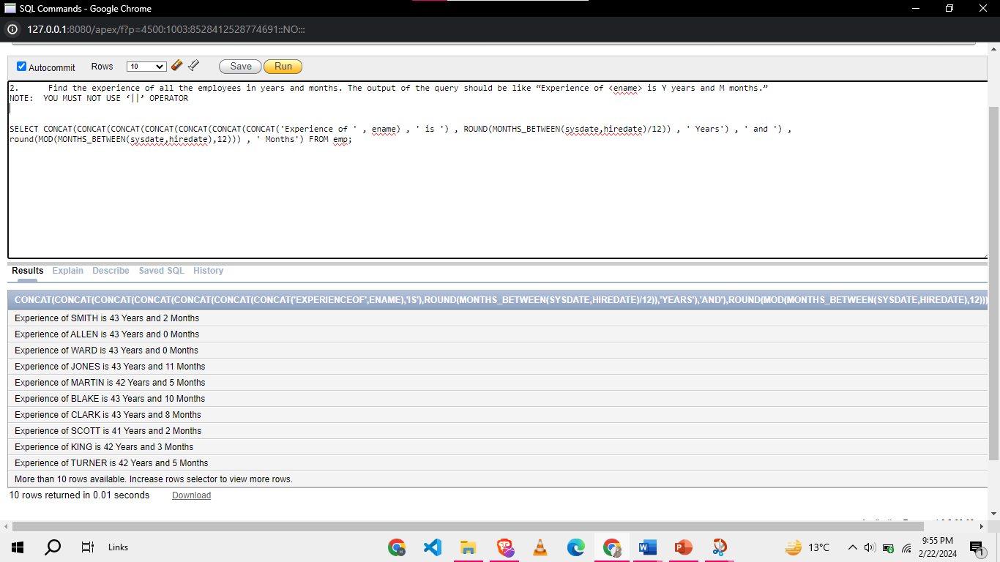 SQL Commands - Google Chrome
127.0.0.1:8080/apex/f?p=4500:1003:8528412528774691::NO:::
Autocommit Rows 10 Save Run
2. Find the experience of all the employees in years and months. The output of the query should be like “Experience of <ename> is Y years and M months.”
NOTE: YOU MUST NOT USE ‘||’ OPERATOR
SELECT CONCAT(CONCAT(CONCAT(CONCAT(CONCAT(CONCAT(CONCAT(CONCAT('Experience of ' , ename) , ' is ') , ROUND(MONTHS_BETWEEN(sysdate,hiredate)/12)) , ' Years') , ' and ') ,
round(MOD(MONTHS_BETWEEN(sysdate,hiredate),12))) , ' Months') FROM emp;
Results Explain Describe Saved SQL History
CONCAT(CONCAT(CONCAT(CONCAT(CONCAT(CONCAT(CONCAT('EXPERIENCEOF',ENAME),'IS'),ROUND(MONTHS_BETWEEN(SYSDATE,HIREDATE)/12)),'YEARS'),'AND'),ROUND(MOD(MONTHS_BETWEEN(SYSDATE,HIREDATE),12)))
Experience of SMITH is 43 Years and 2 Months
Experience of ALLEN is 43 Years and 0 Months
Experience of WARD is 43 Years and 0 Months
Experience of JONES is 43 Years and 11 Months
Experience of MARTIN is 42 Years and 5 Months
Experience of BLAKE is 43 Years and 10 Months
Experience of CLARK is 43 Years and 8 Months
Experience of SCOTT is 41 Years and 2 Months
Experience of KING is 42 Years and 3 Months
Experience of TURNER is 42 Years and 5 Months
More than 10 rows available. Increase rows selector to view more rows.
10 rows returned in 0.01 seconds Download
Links 13°C 9:55 PM
2/22/2024 1